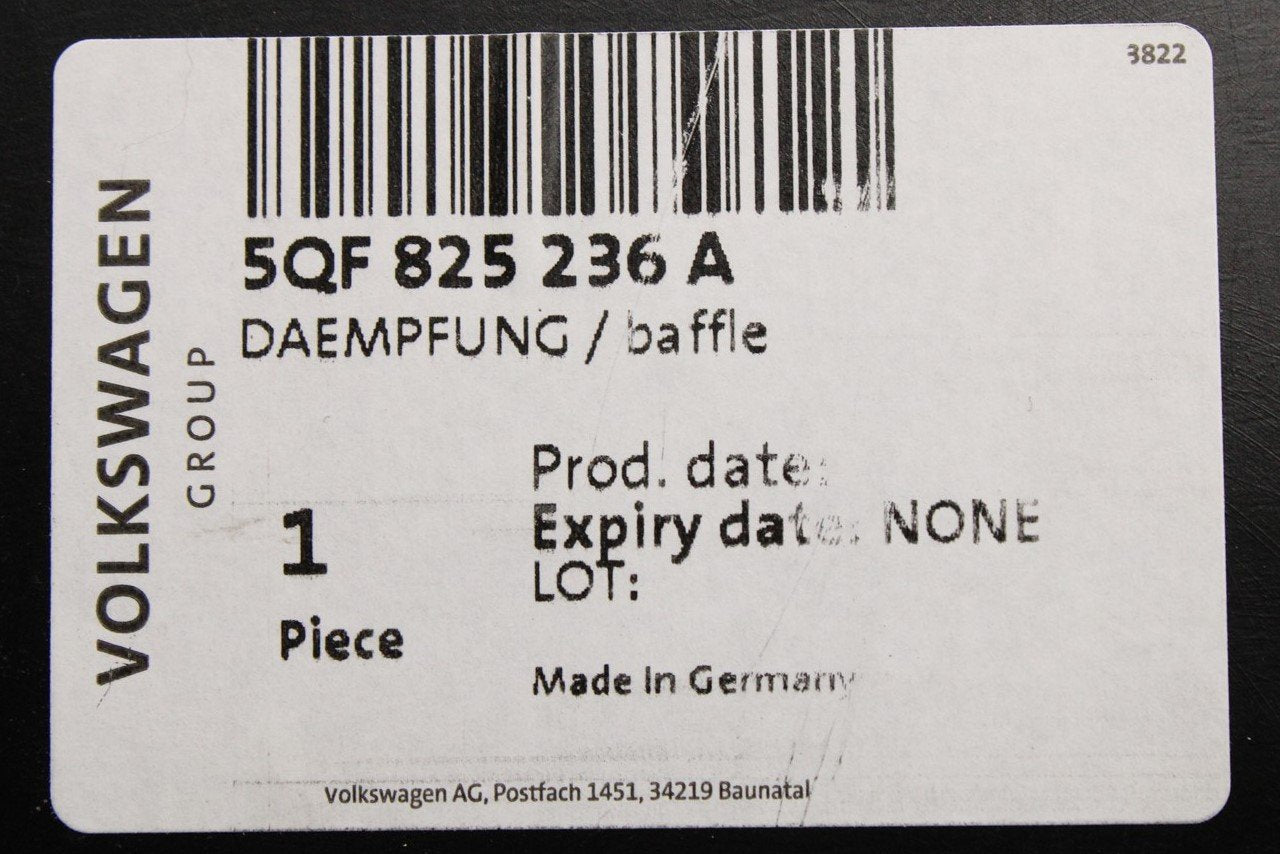 3822
VOLKSWAGEN
GROUP
5QF 825 236 A
DAEMPFUNG / baffle
Prod. date:
Expiry date: NONE
LOT:
1
Piece
Made In Germany
Volkswagen AG, Postfach 1451, 34219 Baunatal